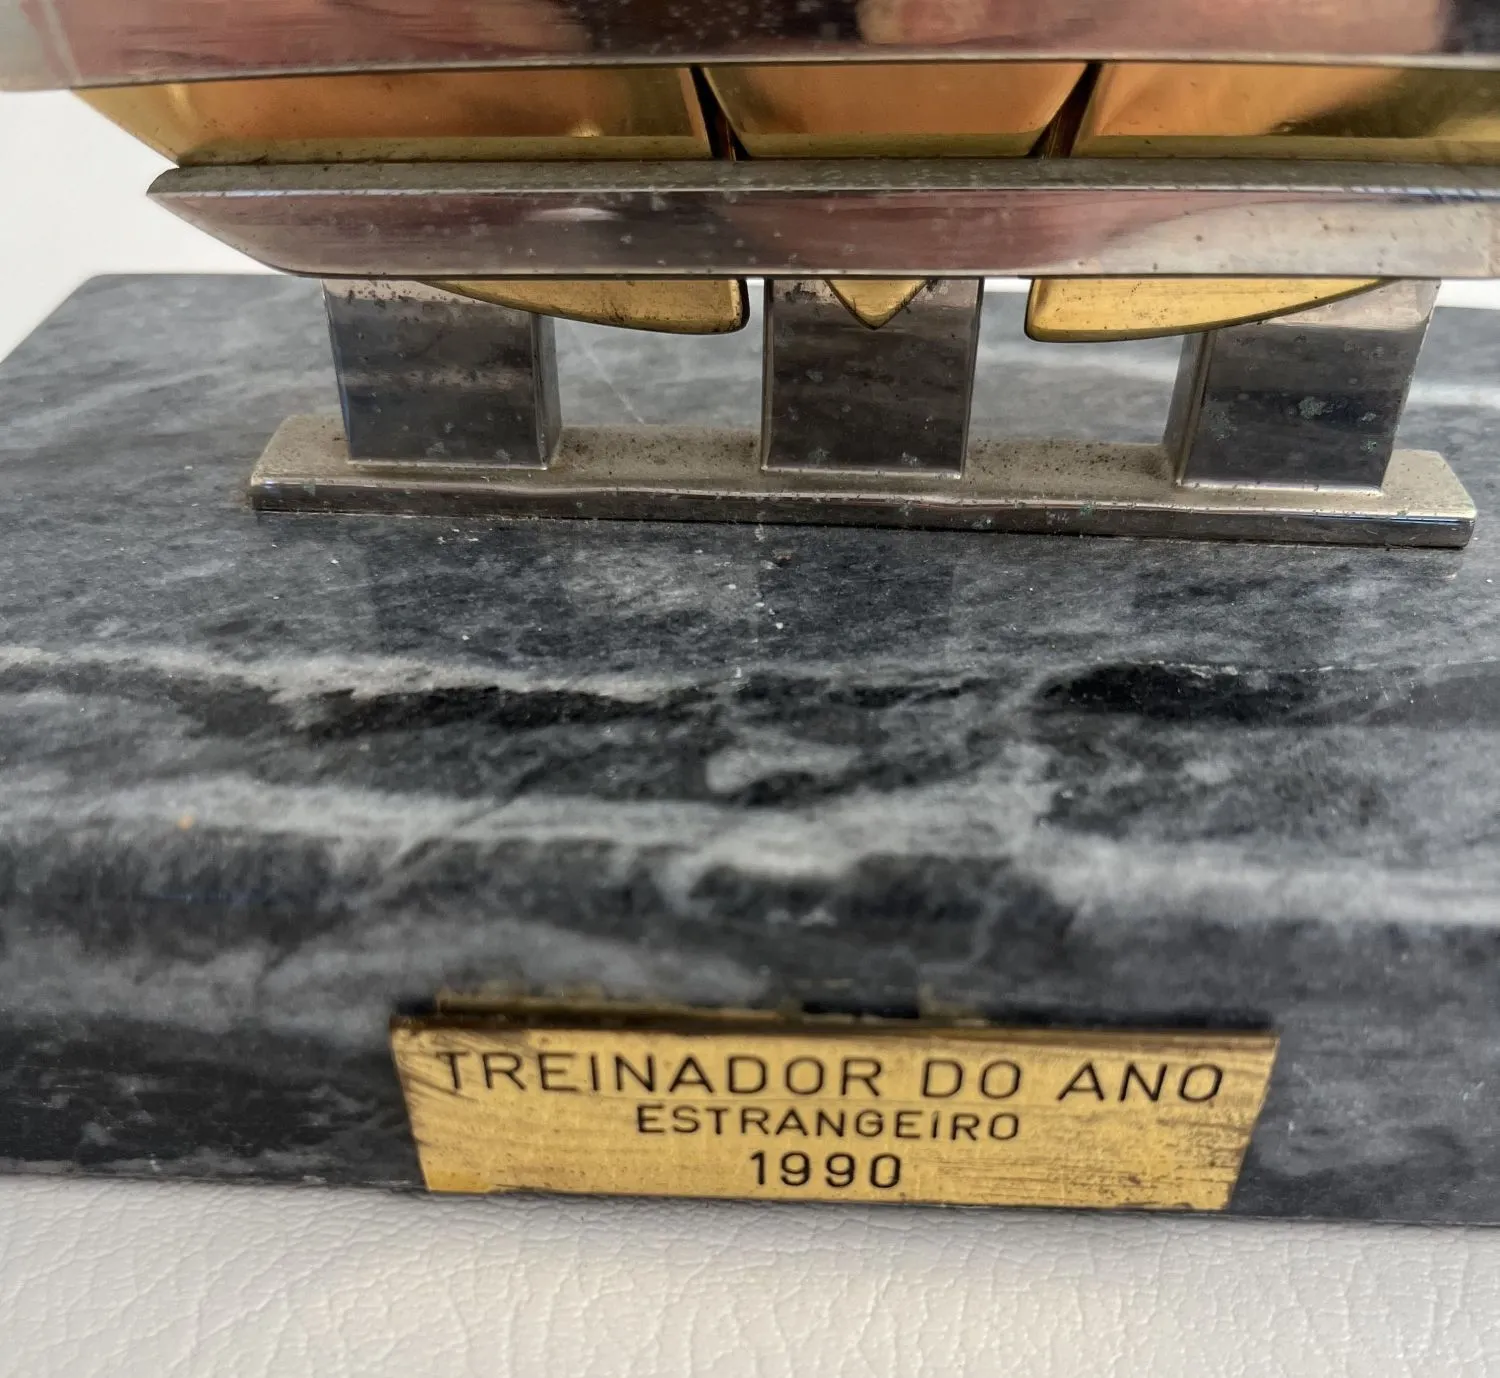 TREINADOR DO ANO
ESTRANGEIRO
1990